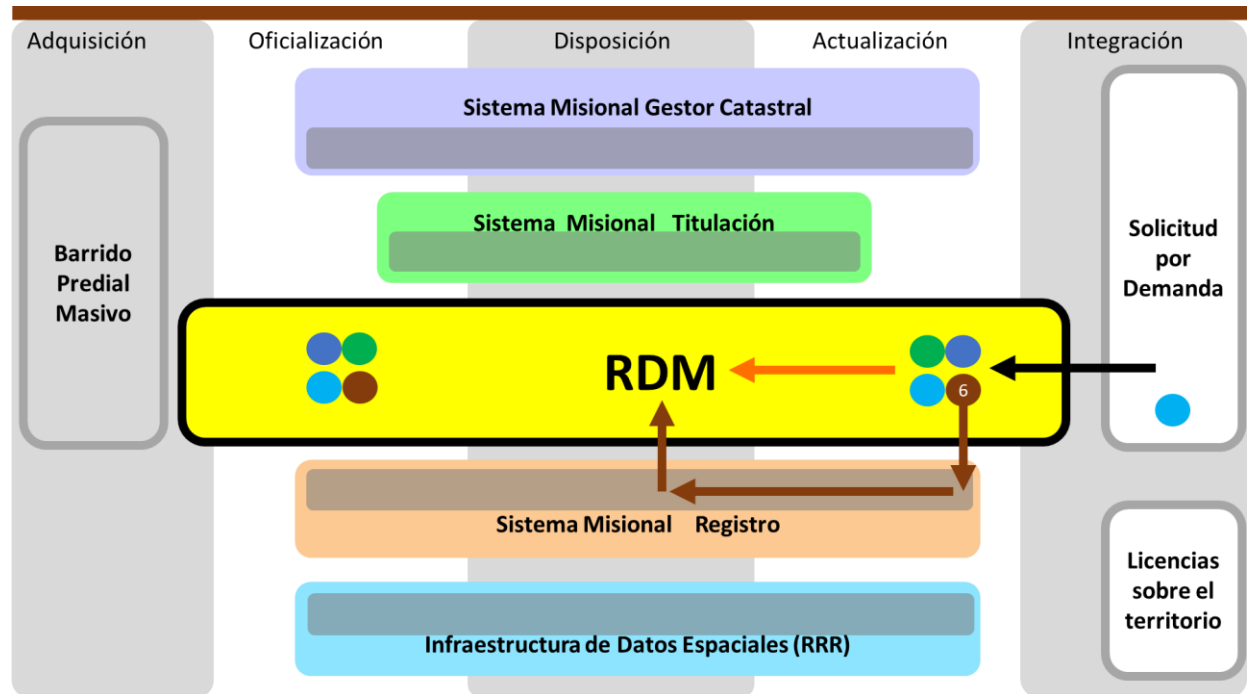 Adquisición
Oficialización
Disposición
Actualización
Integración
Sistema Misional Gestor Catastral
Sistema Misional Titulación
Barrido
Predial
Masivo
Solicitud
por
Demanda
RDM
6
Sistema Misional Registro
Licencias
sobre el
territorio
Infraestructura de Datos Espaciales (RRR)